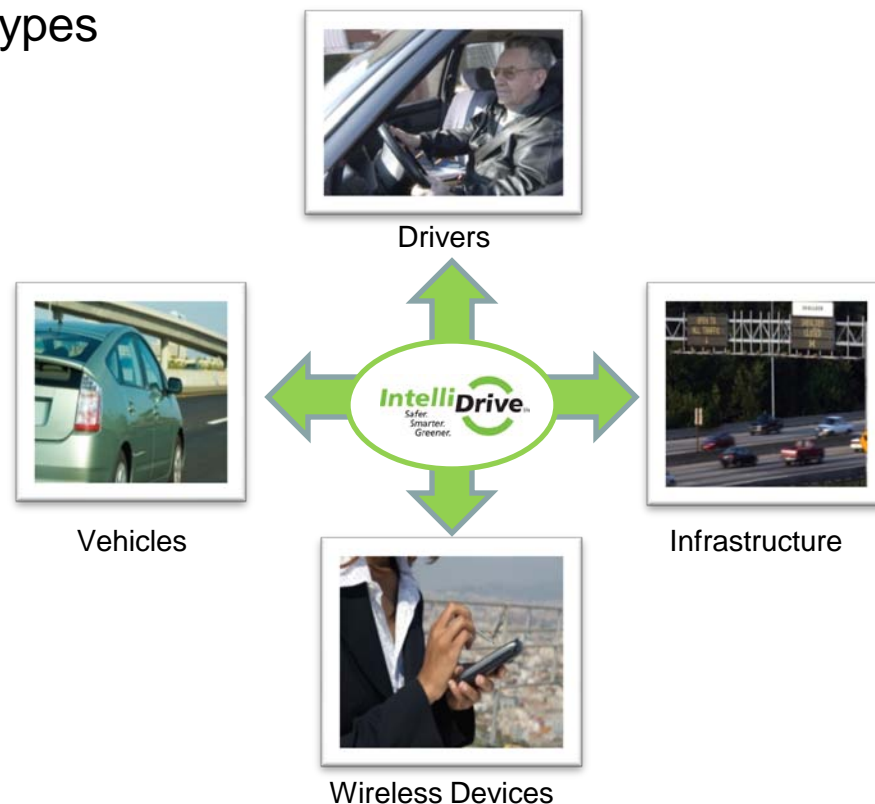 ypes
Drivers
IntelliDrive
Safer.
Smarter.
Greener.
Vehicles
Infrastructure
Wireless Devices